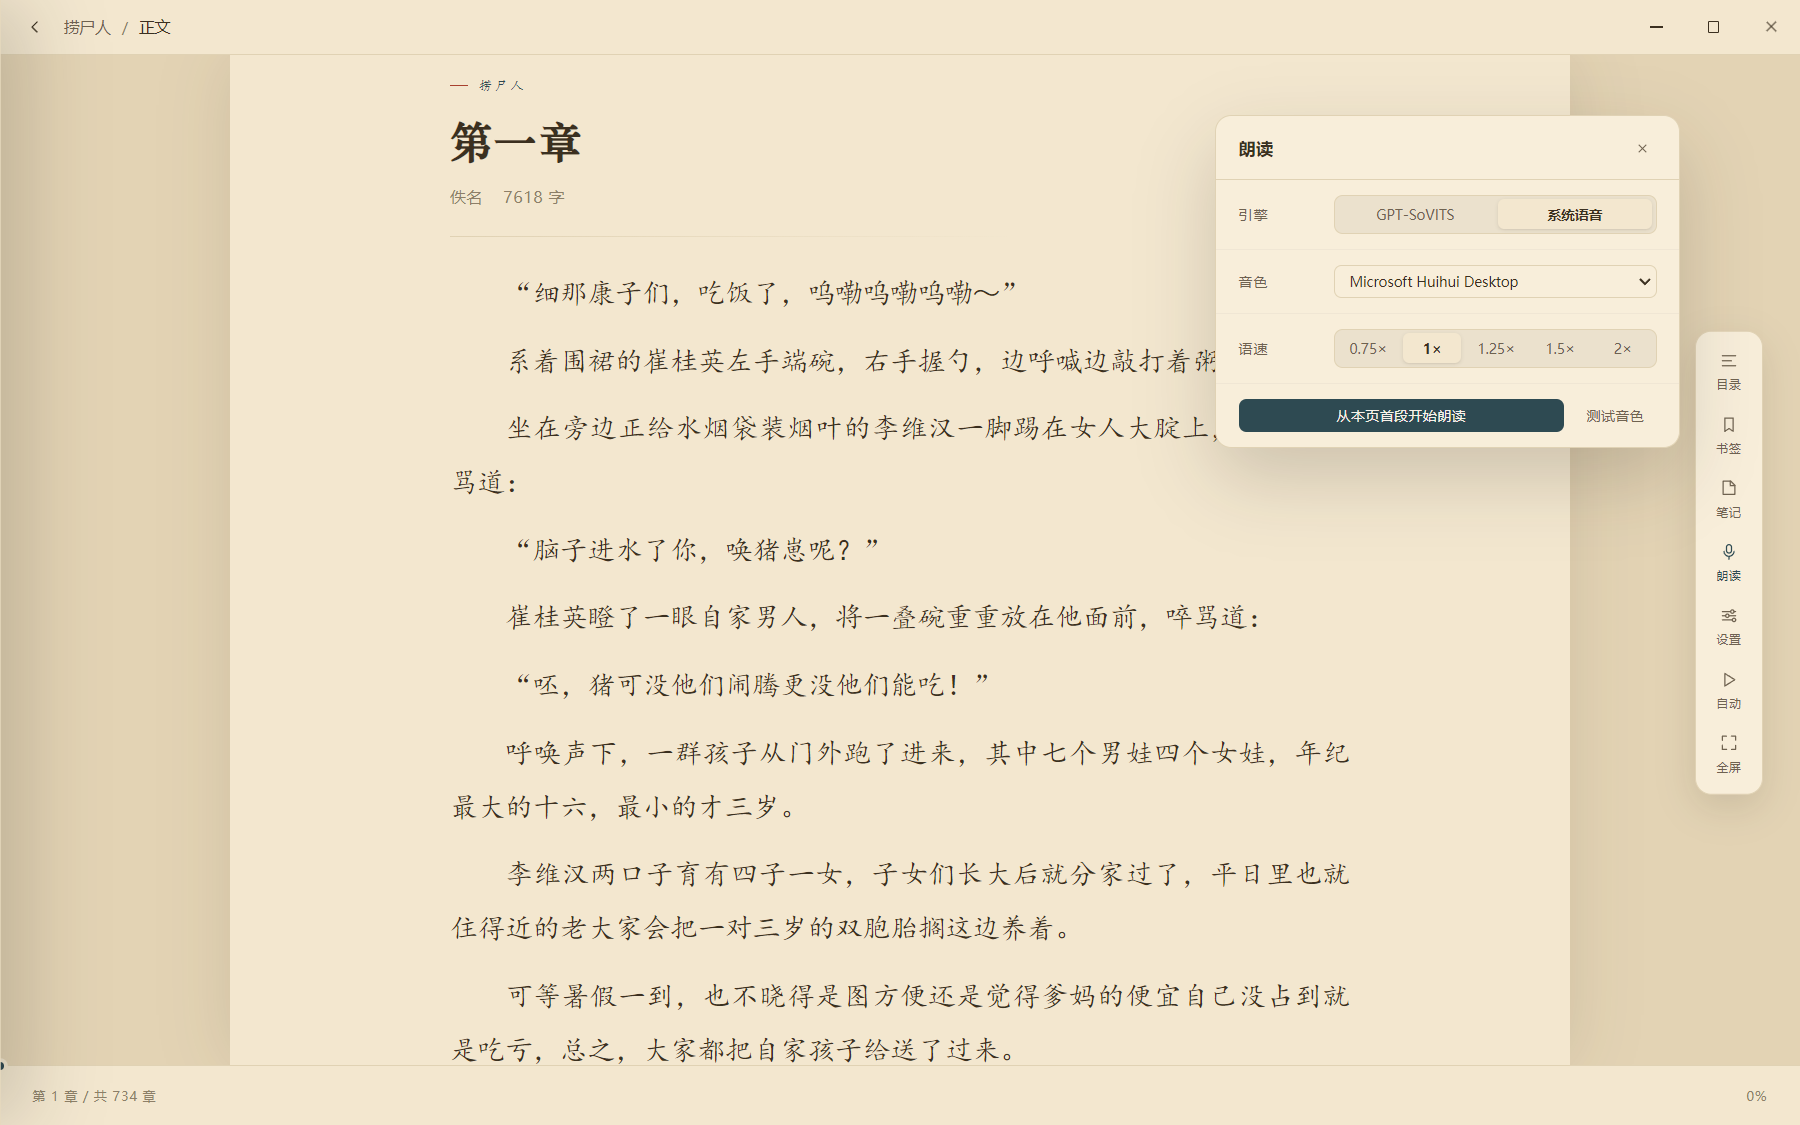 捞尸人 / 正文
捞尸人
第一章
佚名 7618 字
“细那康子们，吃饭了，呜嘞呜嘞呜嘞～”
系着围裙的崔桂英左手端碗，右手握勺，边呼喊边敲打着粥
坐在旁边正给水烟袋装烟叶的李维汉一脚踢在女人大腚上，
骂道：
“脑子进水了你，唤猪崽呢？”
崔桂英瞪了一眼自家男人，将一叠碗重重放在他面前，啐骂道：
“呸，猪可没他们闹腾更没他们能吃！”
呼唤声下，一群孩子从门外跑了进来，其中七个男娃四个女娃，年纪
最大的十六，最小的才三岁。
李维汉两口子育有四子一女，子女们长大后就分家过了，平日里也就
住得近的老大家会把一对三岁的双胞胎搁这边养着。
可等暑假一到，也不晓得是图方便还是觉得爹妈的便宜自己没占到就
是吃亏，总之，大家都把自家孩子给送了过来。
朗读
引擎 GPT-SoVITS 系统语音
音色 Microsoft Huihui Desktop
语速 0.75× 1× 1.25× 1.5× 2×
从本页首段开始朗读 测试音色
目录
书签
笔记
朗读
设置
自动
全屏
第 1 章 / 共 734 章
0%